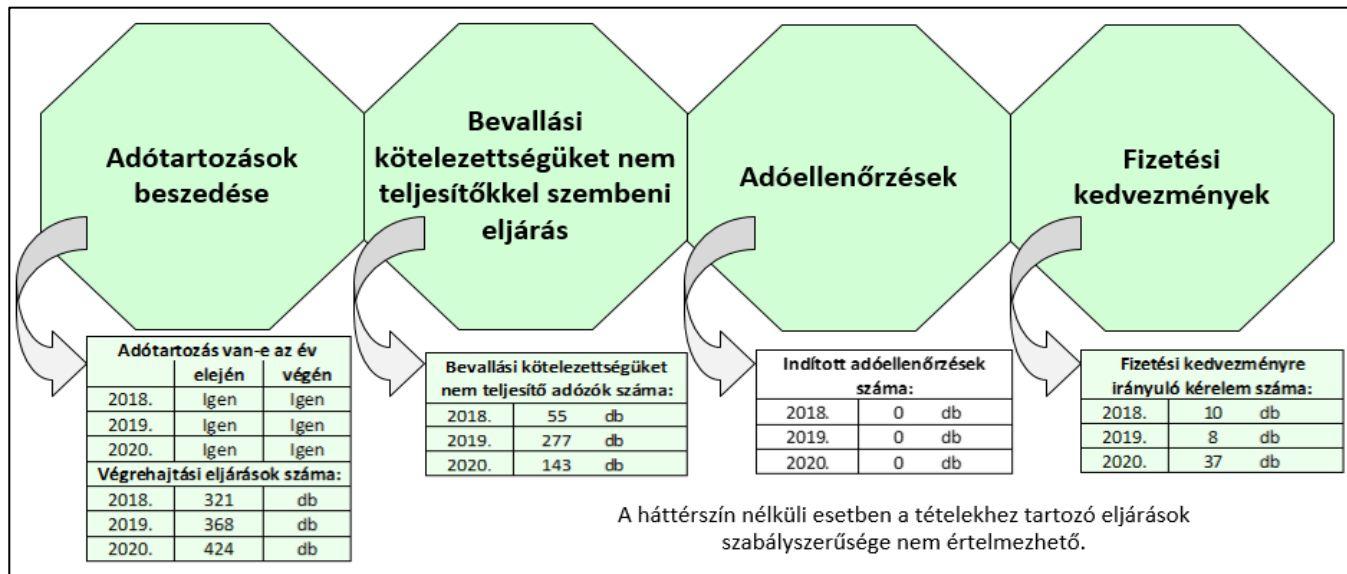 Adótartozások
beszedése
Bevallási
kötelezettségüket nem
teljesítőkkel szembeni
eljárás
Adóellenőrzések
Fizetési
kedvezmények
Adótartozás van-e az év
elején végén
2018. Igen Igen
2019. Igen Igen
2020. Igen Igen
Végrehajtási eljárások száma:
2018. 321 db
2019. 368 db
2020. 424 db
Bevallási kötelezettségüket
nem teljesítő adózók száma:
2018. 55 db
2019. 277 db
2020. 143 db
Indított adóellenőrzések
száma:
2018. 0 db
2019. 0 db
2020. 0 db
Fizetési kedvezményre
irányuló kérelem száma:
2018. 10 db
2019. 8 db
2020. 37 db
A háttérszín nélküli esetben a tételekhez tartozó eljárások
szabályszerűsége nem értelmezhető.